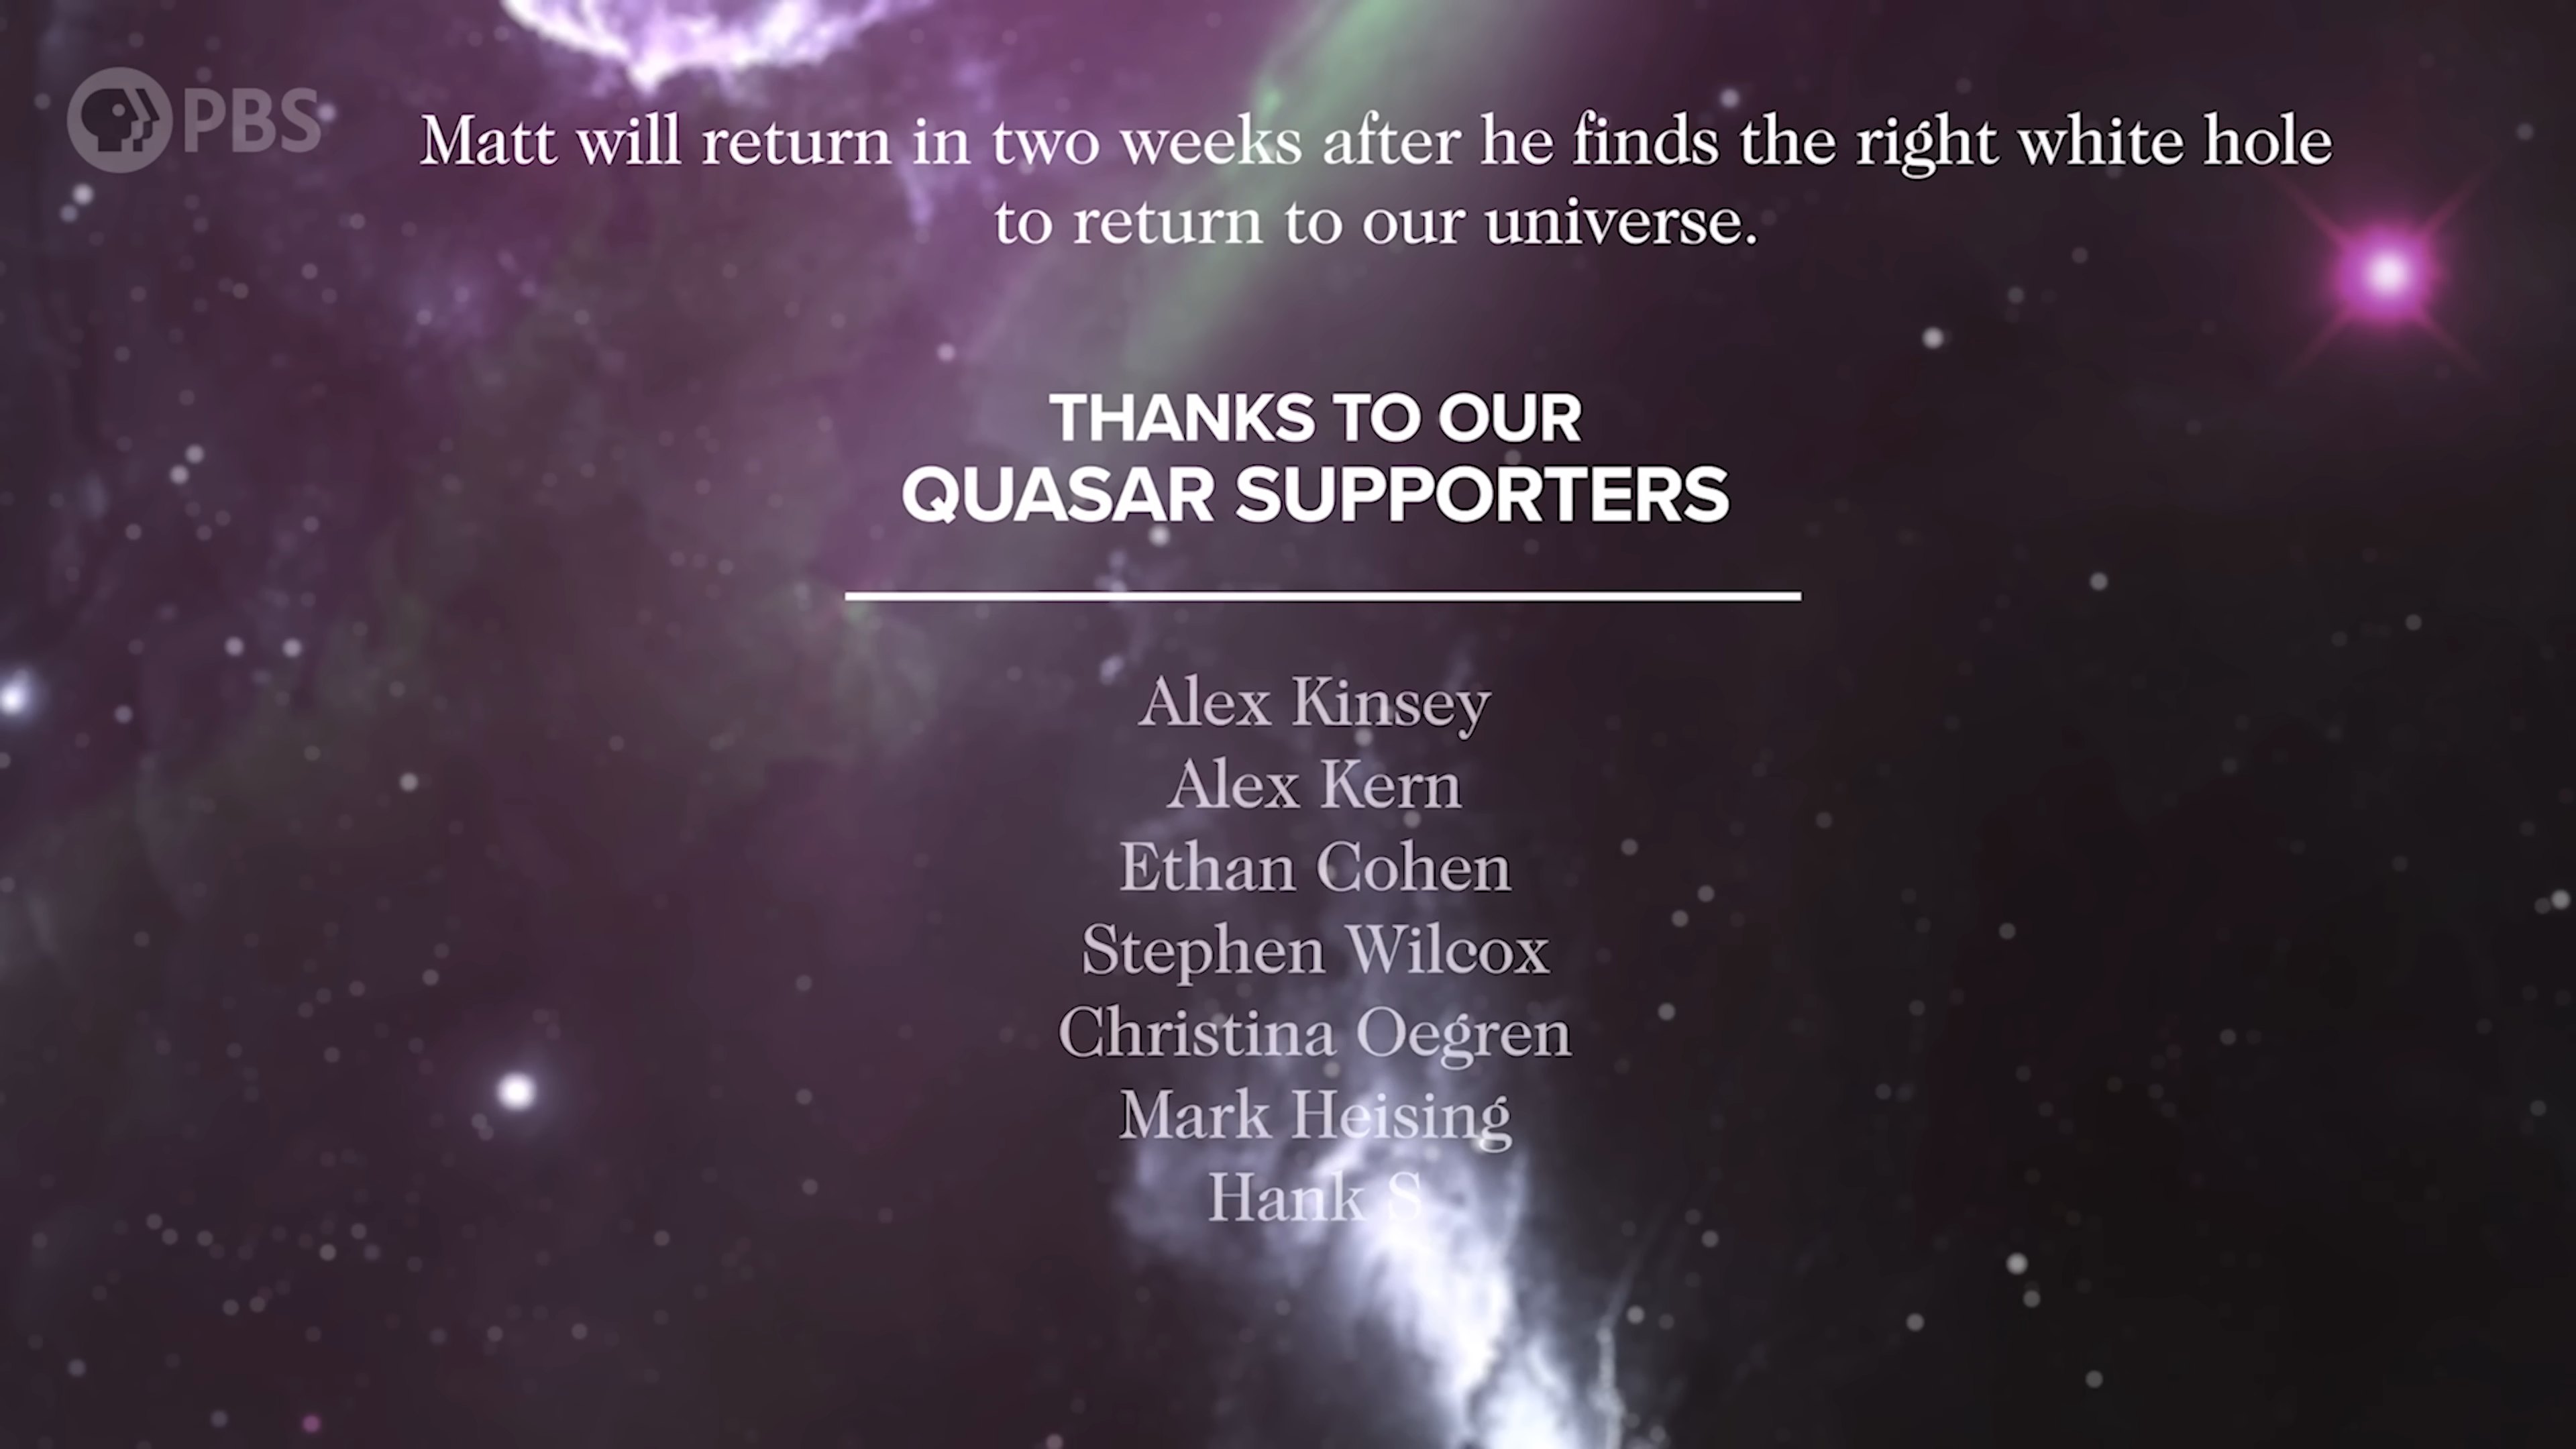 PBS
Matt will return in two weeks after he finds the right white hole
to return to our universe.
THANKS TO OUR
QUASAR SUPPORTERS
Alex Kinsey
Alex Kern
Ethan Cohen
Stephen Wilcox
Christina Oegren
Mark Heising
Hank S